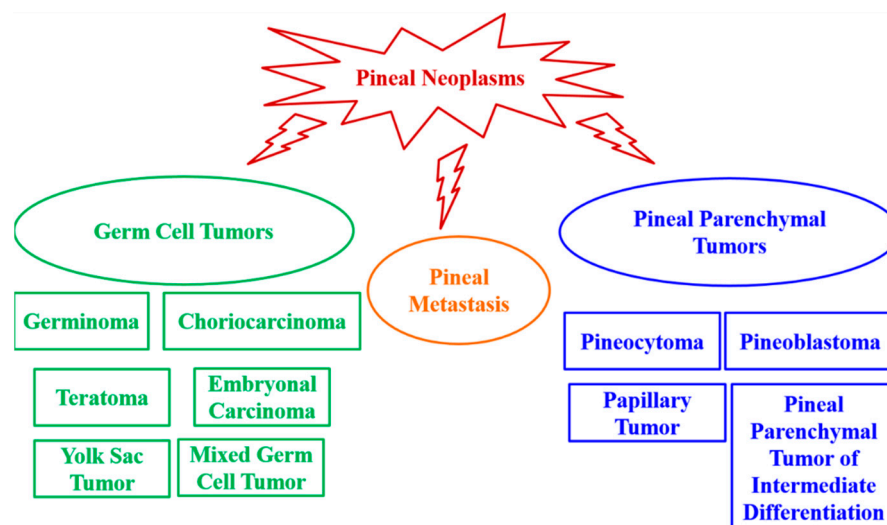 Pineal Neoplasms
Germ Cell Tumors
Pineal
Metastasis
Pineal Parenchymal
Tumors
Germinoma
Choriocarcinoma
Teratoma
Embryonal
Carcinoma
Yolk Sac
Tumor
Mixed Germ
Cell Tumor
Pineocytoma
Pineoblastoma
Papillary
Tumor
Pineal
Parenchymal
Tumor of
Intermediate
Differentiation